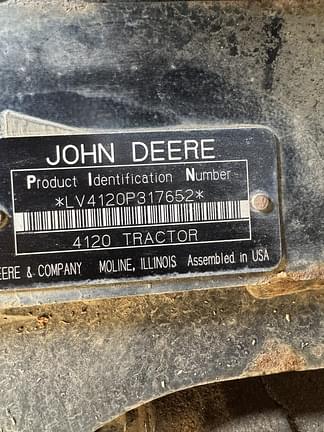 JOHN DEERE
Product Identification Number
*LV4120P317652*
4120 TRACTOR
EERE & COMPANY MOLINE, ILLINOIS Assembled in USA